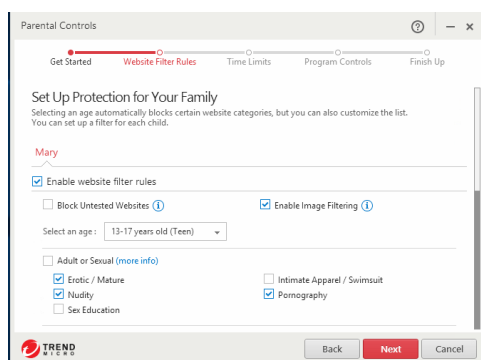 Parental Controls
Get Started Website Filter Rules Time Limits Program Controls Finish Up
Set Up Protection for Your Family
Selecting an age automatically blocks certain website categories, but you can also customize the list.
You can set up a filter for each child.
Mary
Enable website filter rules
Block Untested Websites Enable Image Filtering
Select an age : 13-17 years old (Teen)
Adult or Sexual (more info)
Erotic / Mature Intimate Apparel / Swimsuit
Nudity Pornography
Sex Education
TREND
MICRO
Back Next Cancel